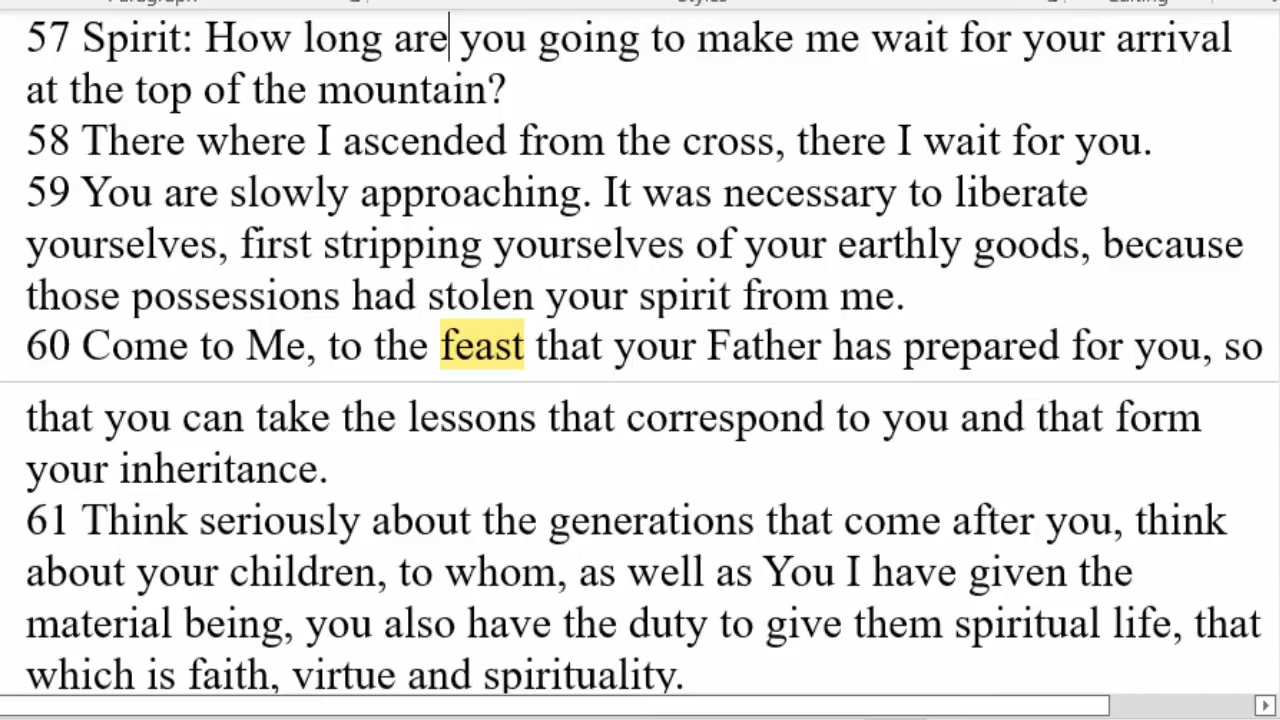 57 Spirit: How long are you going to make me wait for your arrival
at the top of the mountain?
58 There where I ascended from the cross, there I wait for you.
59 You are slowly approaching. It was necessary to liberate
yourselves, first stripping yourselves of your earthly goods, because
those possessions had stolen your spirit from me.
60 Come to Me, to the feast that your Father has prepared for you, so
that you can take the lessons that correspond to you and that form
your inheritance.
61 Think seriously about the generations that come after you, think
about your children, to whom, as well as You I have given the
material being, you also have the duty to give them spiritual life, that
which is faith, virtue and spirituality.